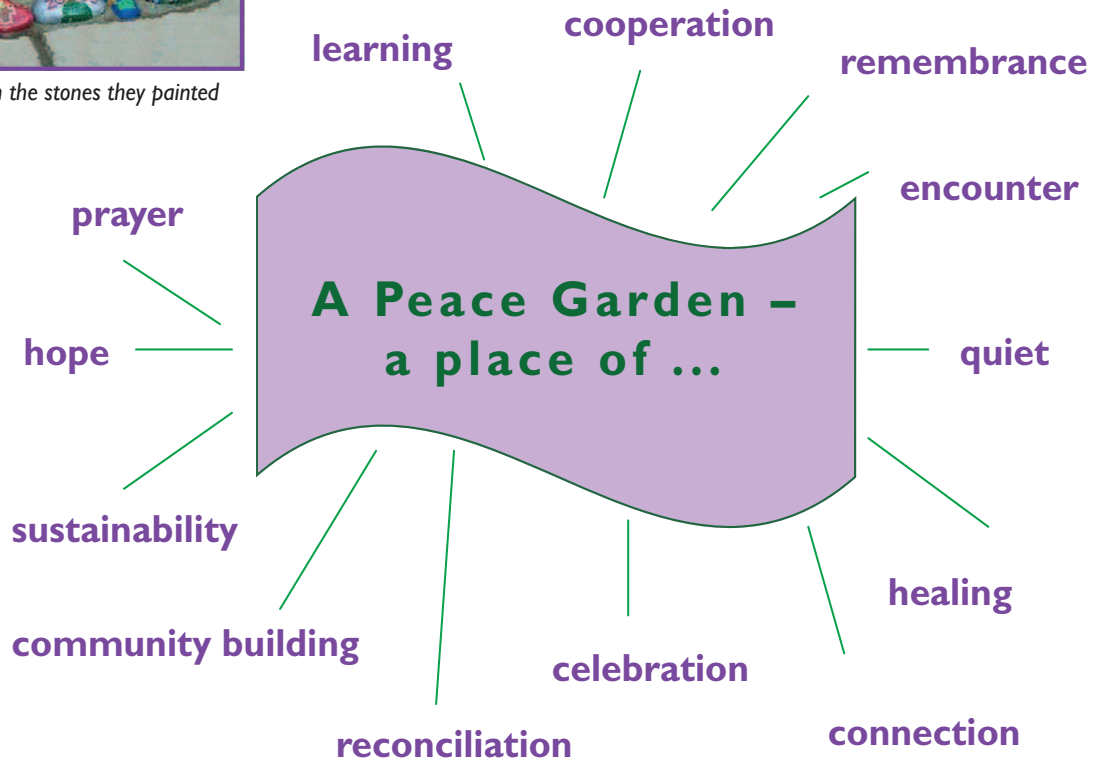 the stones they painted
learning
cooperation
remembrance
encounter
prayer
A Peace Garden –
a place of ...
hope
quiet
sustainability
healing
community building
celebration
connection
reconciliation